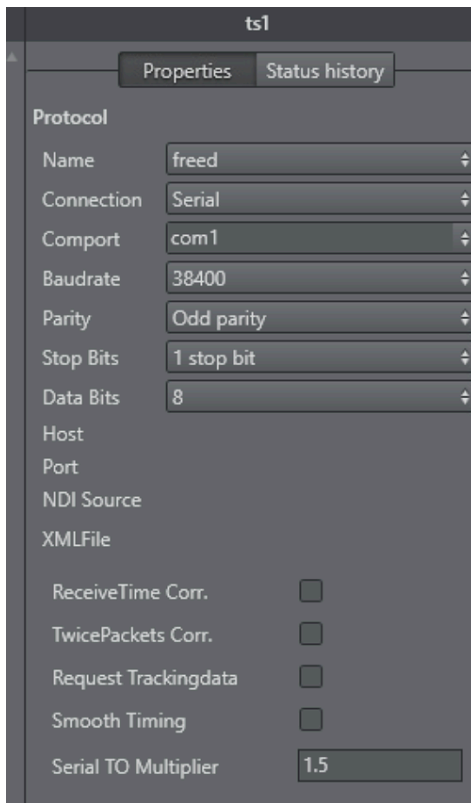 ts1
Properties Status history
Protocol
Name freed
Connection Serial
Comport com1
Baudrate 38400
Parity Odd parity
Stop Bits 1 stop bit
Data Bits 8
Host
Port
NDI Source
XMLFile
ReceiveTime Corr.
TwicePackets Corr.
Request Trackingdata
Smooth Timing
Serial TO Multiplier 1.5